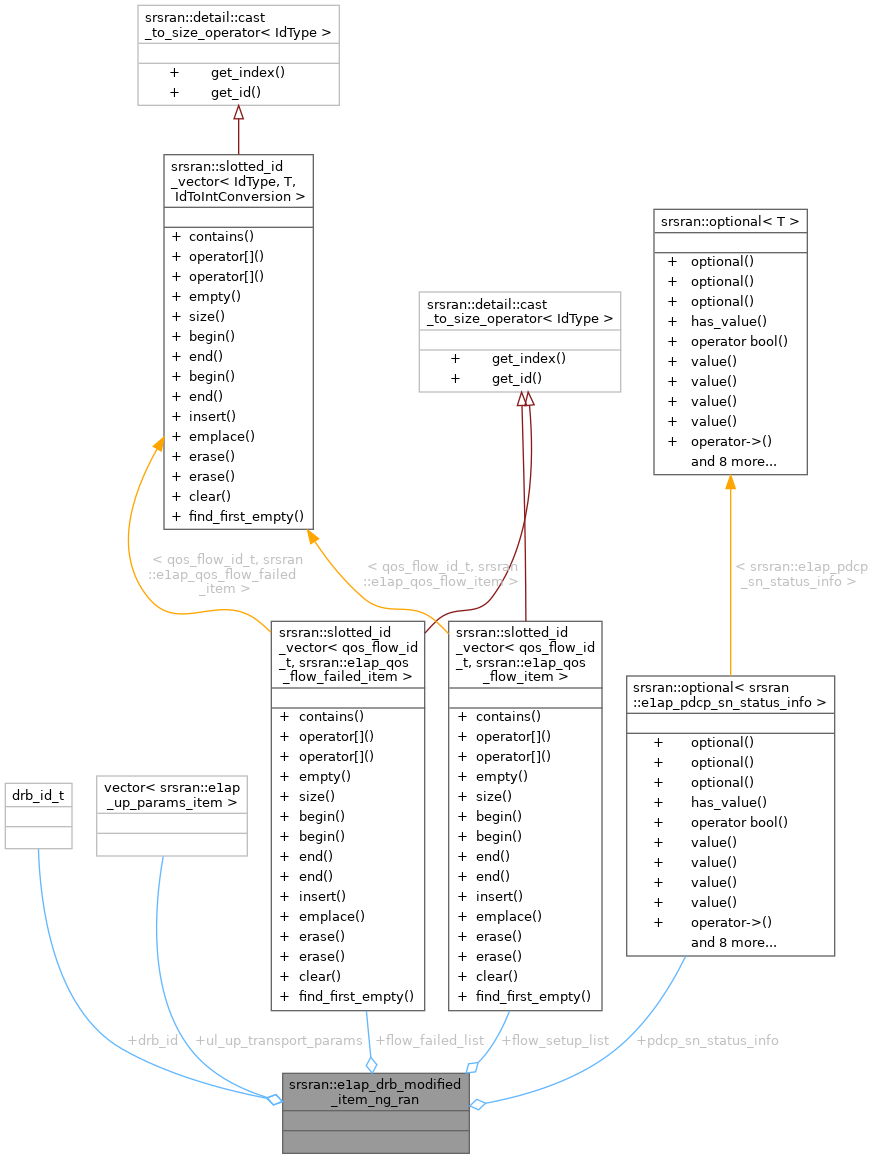 srsran::detail::cast
_to_size_operator< IdType >
+ get_index()
+ get_id()
srsran::slotted_id
_vector< IdType, T,
IdToIntConversion >
+ contains()
+ operator[]()
+ operator[]()
+ empty()
+ size()
+ begin()
+ end()
+ begin()
+ end()
+ insert()
+ emplace()
+ erase()
+ erase()
+ clear()
+ find_first_empty()
srsran::detail::cast
_to_size_operator< IdType >
+ get_index()
+ get_id()
srsran::optional< T >
+ optional()
+ optional()
+ optional()
+ has_value()
+ operator bool()
+ value()
+ value()
+ value()
+ value()
+ operator->()
and 8 more...
< qos_flow_id_t, srsran
::e1ap_qos_flow_failed
_item >
< qos_flow_id_t, srsran
::e1ap_qos_flow_item >
< srsran::e1ap_pdcp
_sn_status_info >
srsran::slotted_id
_vector< qos_flow_id
_t, srsran::e1ap_qos
_flow_failed_item >
+ contains()
+ operator[]()
+ operator[]()
+ empty()
+ size()
+ begin()
+ begin()
+ end()
+ end()
+ insert()
+ emplace()
+ erase()
+ erase()
+ clear()
+ find_first_empty()
srsran::slotted_id
_vector< qos_flow_id
_t, srsran::e1ap_qos
_flow_item >
+ contains()
+ operator[]()
+ operator[]()
+ empty()
+ size()
+ begin()
+ begin()
+ end()
+ end()
+ insert()
+ emplace()
+ erase()
+ erase()
+ clear()
+ find_first_empty()
srsran::optional< srsran
::e1ap_pdcp_sn_status_info >
+ optional()
+ optional()
+ optional()
+ has_value()
+ operator bool()
+ value()
+ value()
+ value()
+ value()
+ operator->()
and 8 more...
drb_id_t
vector< srsran::e1ap
_up_params_item >
+drb_id
+ul_up_transport_params
+flow_failed_list
+flow_setup_list
+pdcp_sn_status_info
srsran::e1ap_drb_modified
_item_ng_ran